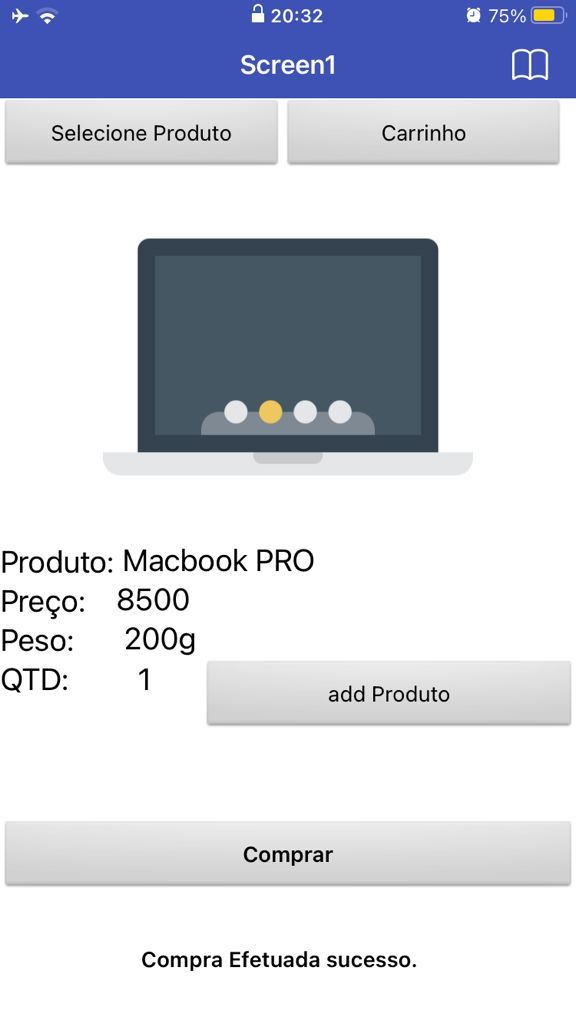 20:32 75%
Screen1
Selecione Produto Carrinho
Produto: Macbook PRO
Preço: 8500
Peso: 200g
QTD: 1
add Produto
Comprar
Compra Efetuada sucesso.